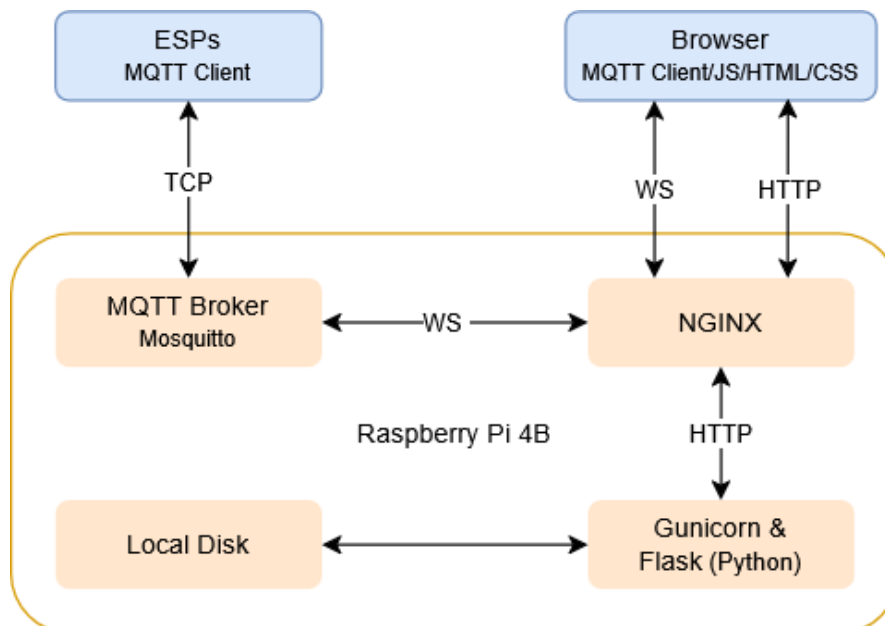 ESPs
MQTT Client
Browser
MQTT Client/JS/HTML/CSS
TCP
WS
HTTP
MQTT Broker
Mosquitto
WS
NGINX
Raspberry Pi 4B
HTTP
Local Disk
Gunicorn &
Flask (Python)